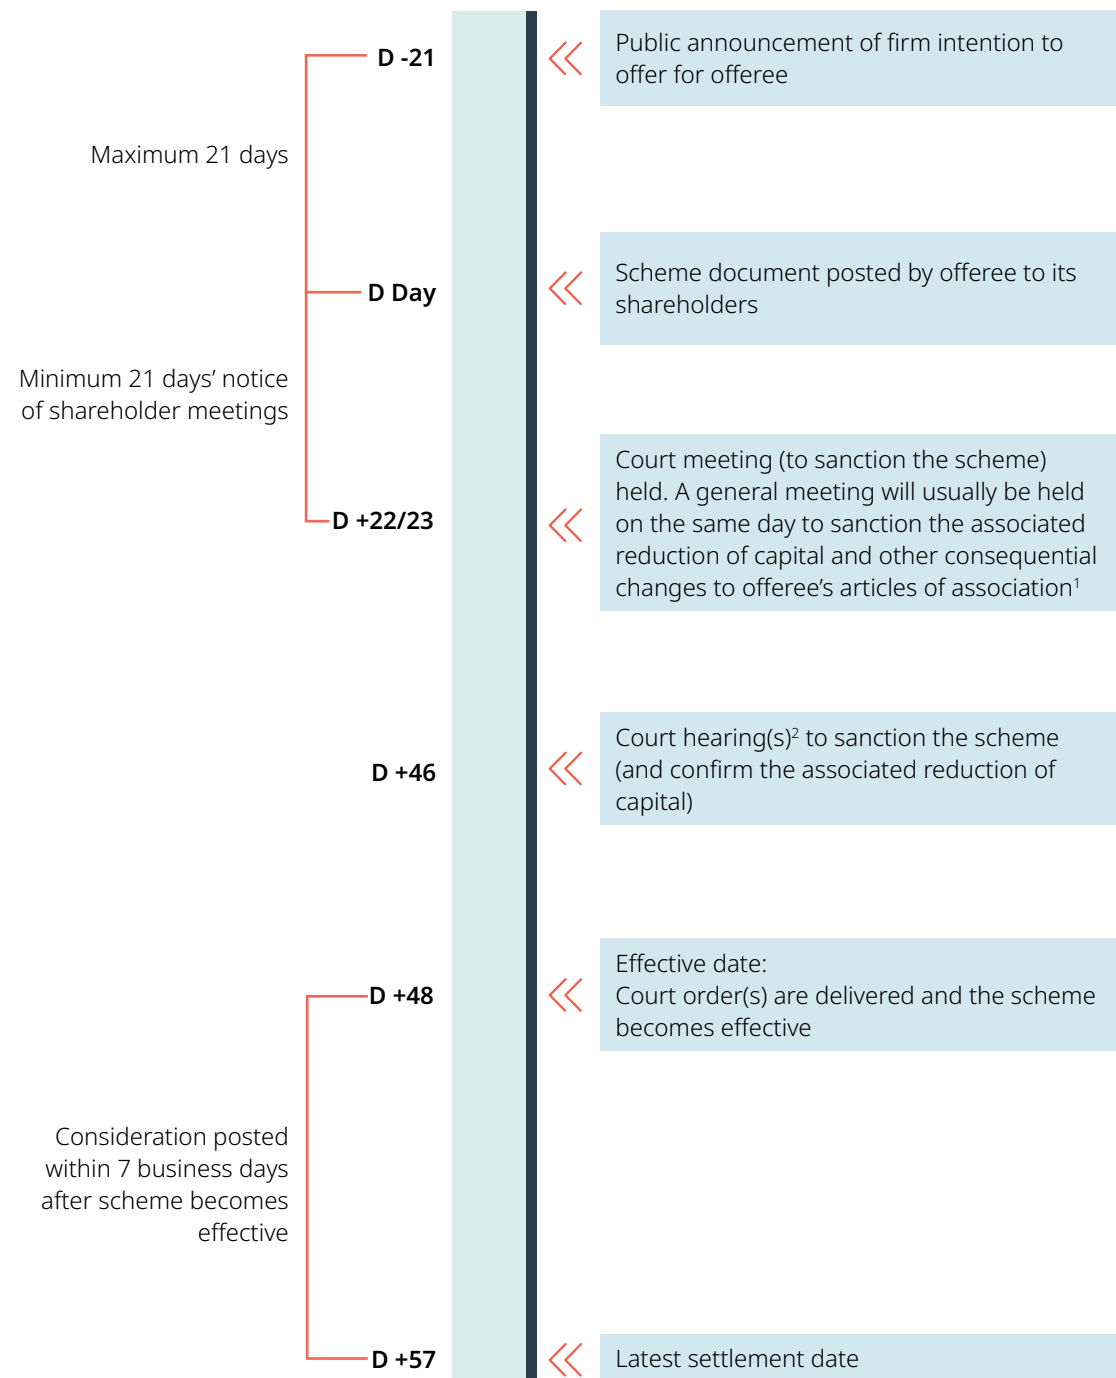 D -21
Public announcement of firm intention to
offer for offeree
Maximum 21 days
D Day
Scheme document posted by offeree to its
shareholders
Minimum 21 days’ notice
of shareholder meetings
D +22/23
Court meeting (to sanction the scheme)
held. A general meeting will usually be held
on the same day to sanction the associated
reduction of capital and other consequential
changes to offeree’s articles of association¹
D +46
Court hearing(s)² to sanction the scheme
(and confirm the associated reduction of
capital)
D +48
Effective date:
Court order(s) are delivered and the scheme
becomes effective
Consideration posted
within 7 business days
after scheme becomes
effective
D +57
Latest settlement date